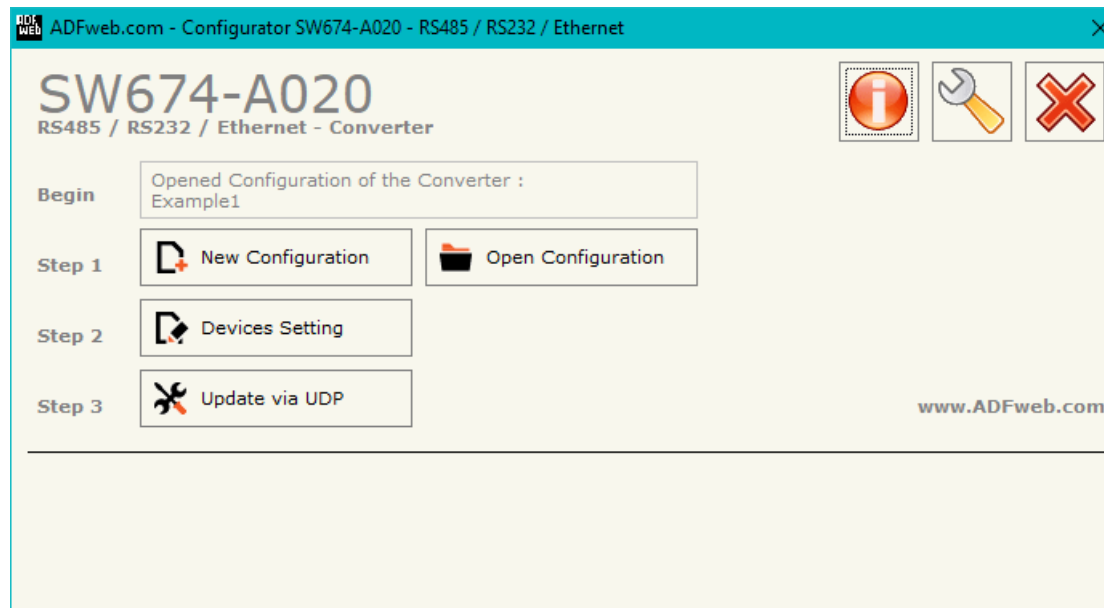 ADF
WEB
ADFweb.com - Configurator SW674-A020 - RS485 / RS232 / Ethernet
SW674-A020
RS485 / RS232 / Ethernet - Converter
Begin
Opened Configuration of the Converter :
Example1
Step 1
New Configuration
Open Configuration
Step 2
Devices Setting
Step 3
Update via UDP
www.ADFweb.com